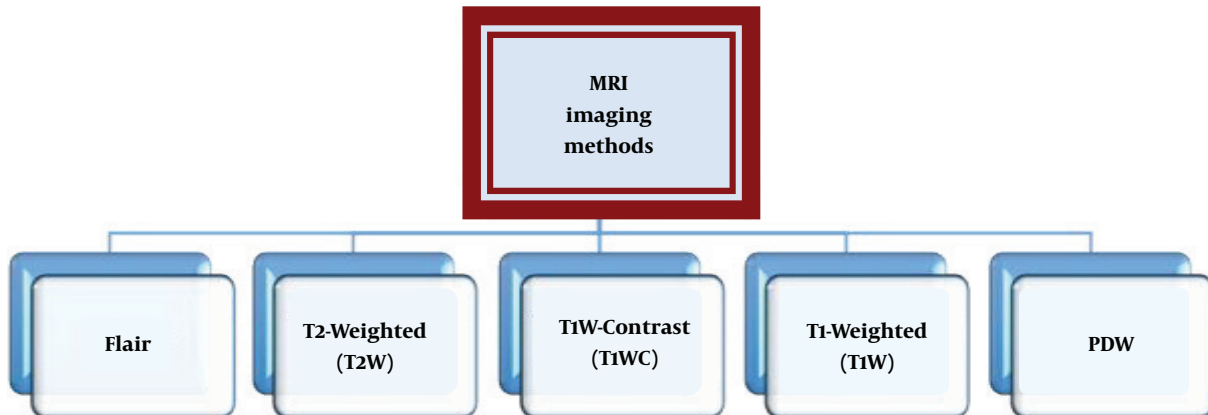 MRI
imaging
methods
Flair
T2-Weighted
(T2W)
T1W-Contrast
(T1WC)
T1-Weighted
(T1W)
PDW